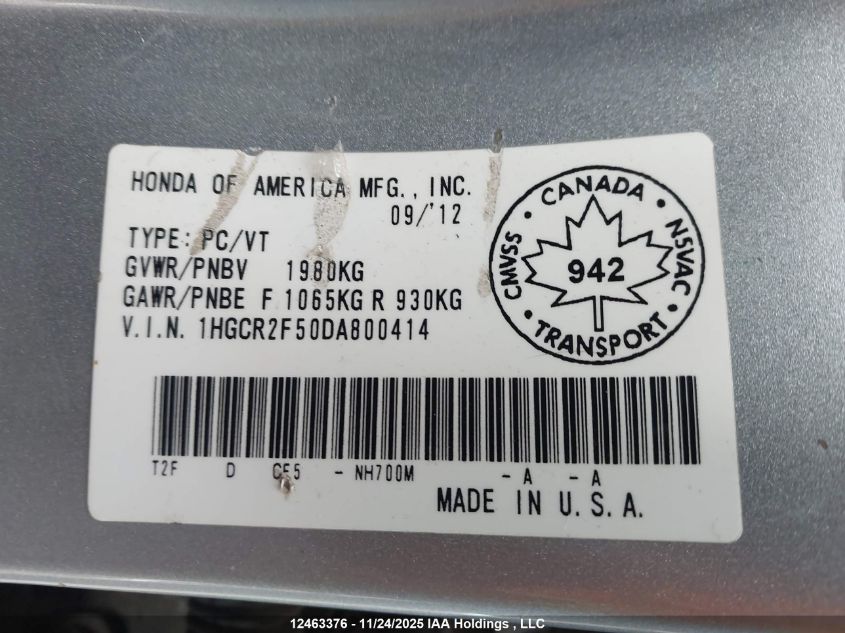 HONDA OF AMERICA MFG., INC.
09/'12
TYPE: PC/VT
GVWR/PNBV 1980KG
GAWR/PNBE F 1065KG R 930KG
V.I.N. 1HGCR2F50DA800414
• CANADA •
CMVSS
942
NSVAC
• TRANSPORT •
T2F D CF5 - NH700M - A - A
MADE IN U.S.A.
12463376 - 11/24/2025 IAA Holdings , LLC